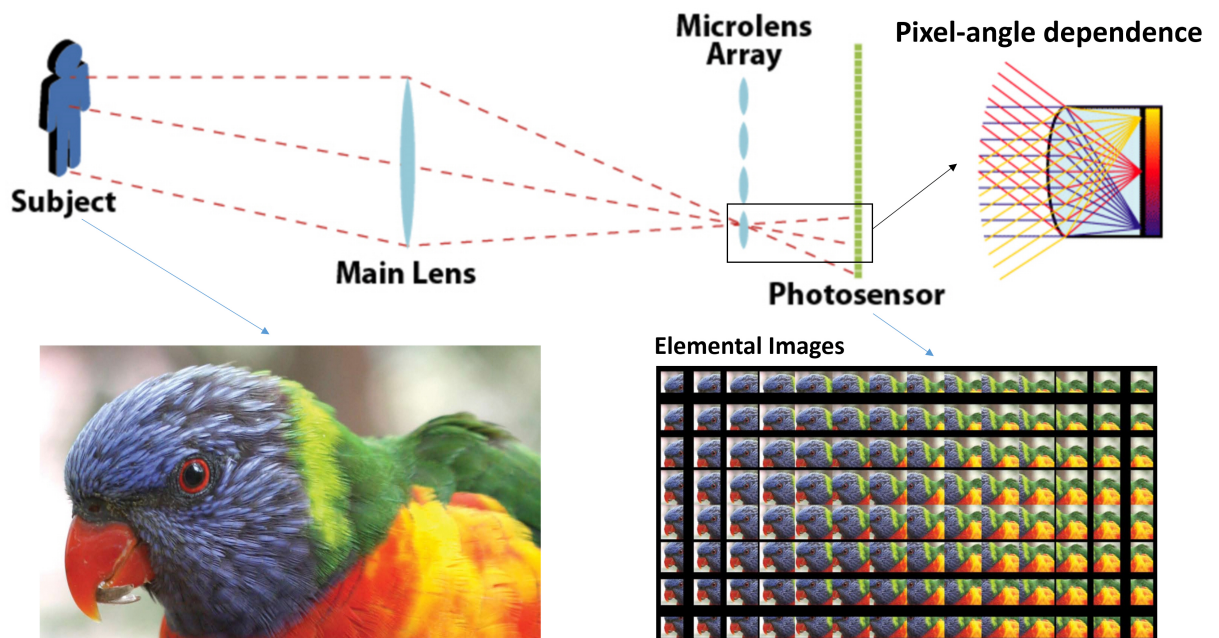 Microlens
Array
Pixel-angle dependence
Subject
Main Lens
Photosensor
Elemental Images